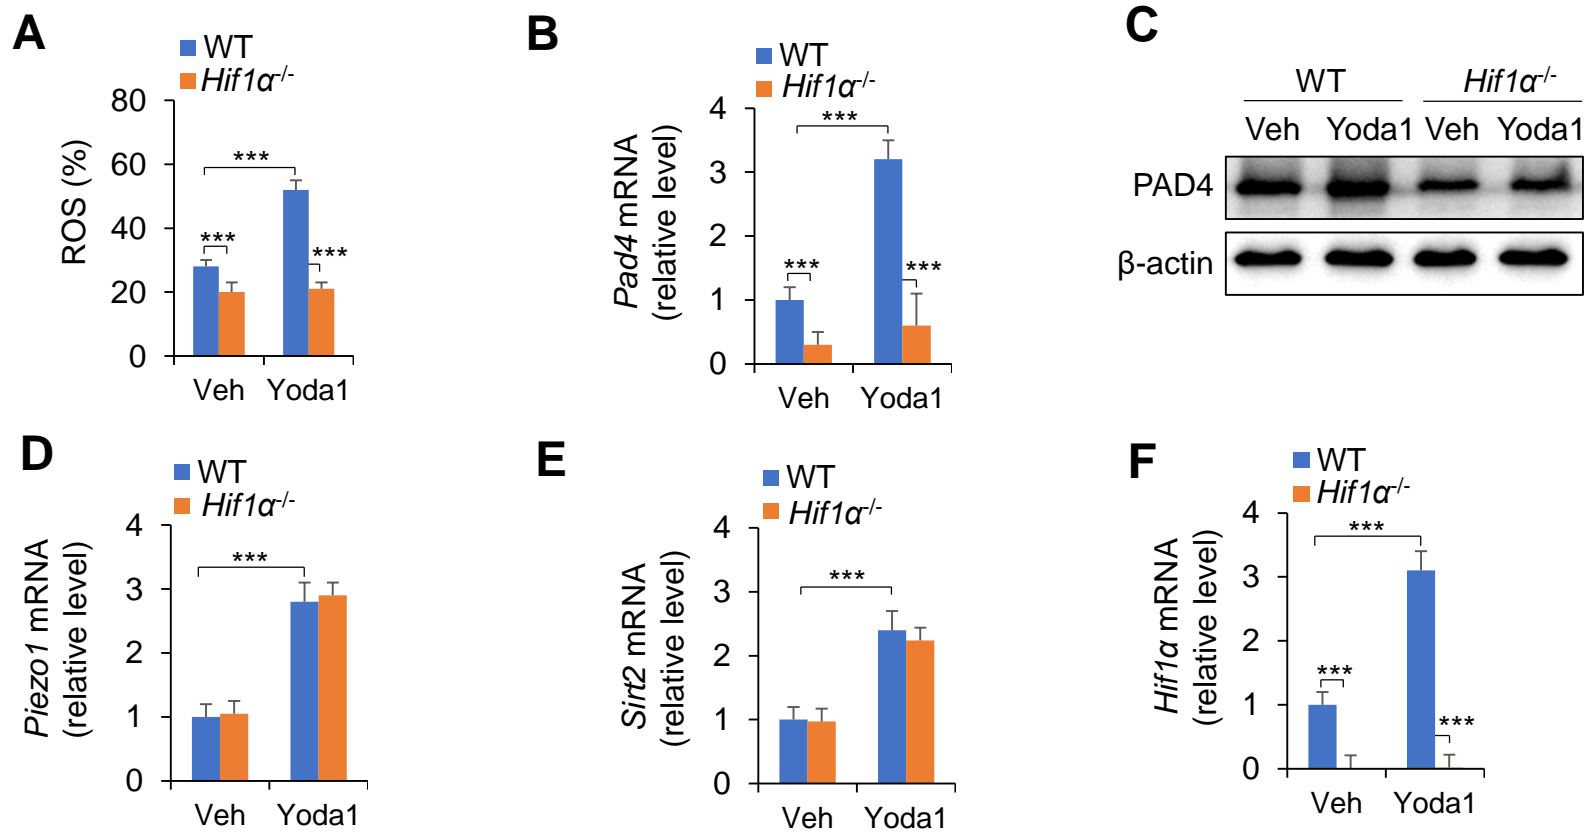 A
WT
Hif1α-/-
ROS (%)
80
60
40
20
0
***
***
***
Veh
Yoda1
B
WT
Hif1α-/-
Pad4 mRNA
(relative level)
4
3
2
1
0
***
***
***
Veh
Yoda1
C
WT
Hif1α-/-
Veh Yoda1 Veh Yoda1
PAD4
β-actin
D
WT
Hif1α-/-
Piezo1 mRNA
(relative level)
4
3
2
1
0
***
Veh
Yoda1
E
WT
Hif1α-/-
Sirt2 mRNA
(relative level)
4
3
2
1
0
***
Veh
Yoda1
F
WT
Hif1α-/-
Hif1α mRNA
(relative level)
4
3
2
1
0
***
***
***
Veh
Yoda1